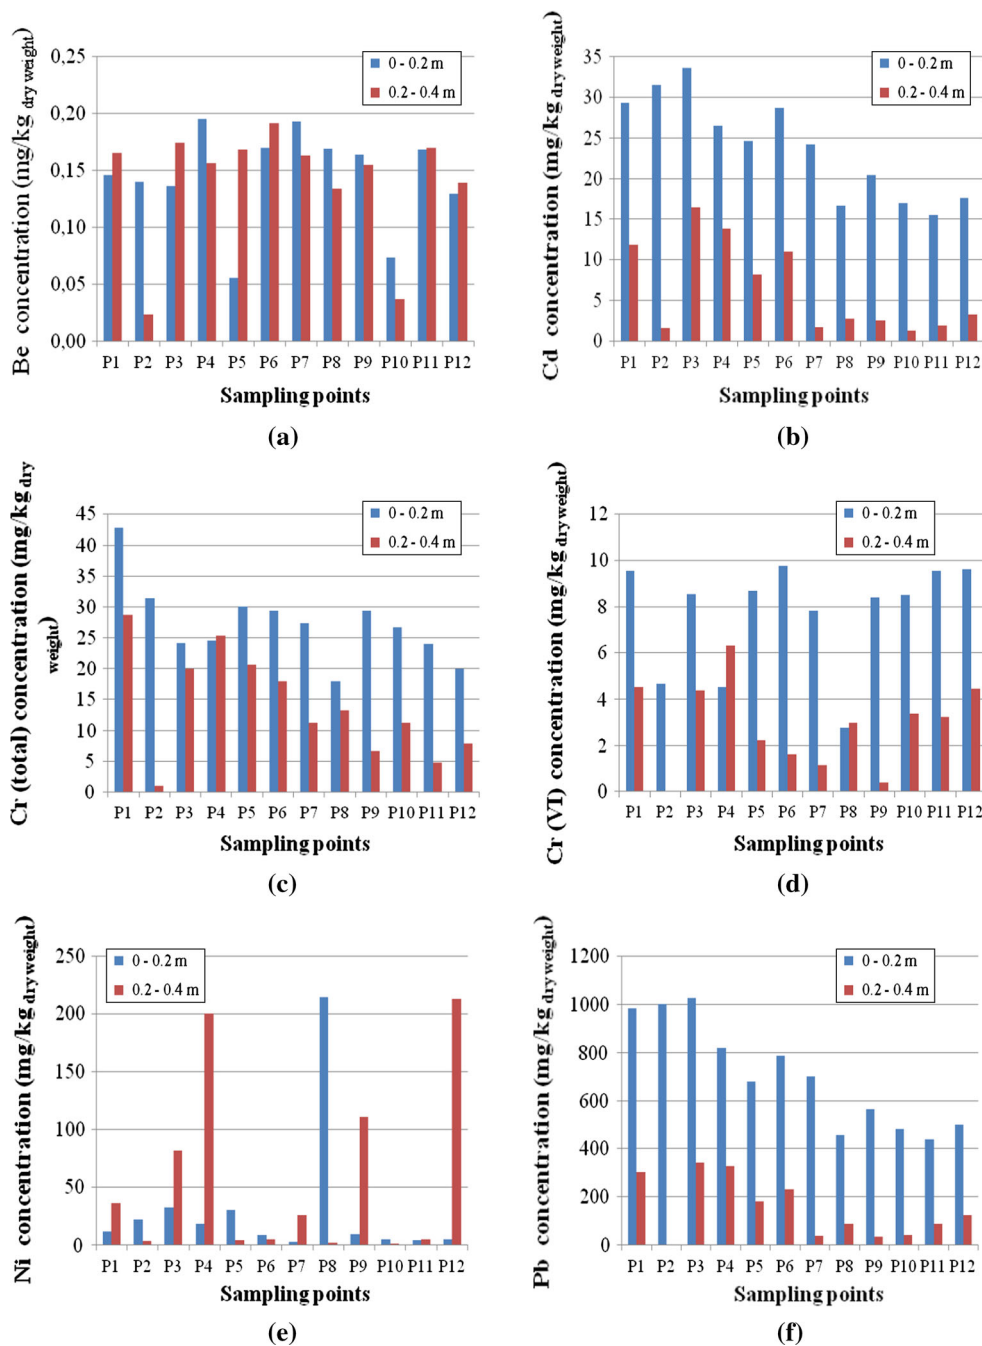 Be concentration (mg/kg dry weight)
0,25
0,20
0,15
0,10
0,05
0,00
0 - 0.2 m
0.2 - 0.4 m
P1 P2 P3 P4 P5 P6 P7 P8 P9 P10 P11 P12
Sampling points
(a)
Cd concentration (mg/kg dry weight)
35
30
25
20
15
10
5
0
0 - 0.2 m
0.2 - 0.4 m
P1 P2 P3 P4 P5 P6 P7 P8 P9 P10 P11 P12
Sampling points
(b)
Cr (total) concentration (mg/kg dry
weight)
45
40
35
30
25
20
15
10
5
0
0 - 0.2 m
0.2 - 0.4 m
P1 P2 P3 P4 P5 P6 P7 P8 P9 P10 P11 P12
Sampling points
(c)
Cr (VI) concentration (mg/kg dry weight)
12
10
8
6
4
2
0
0 - 0.2 m
0.2 - 0.4 m
P1 P2 P3 P4 P5 P6 P7 P8 P9 P10 P11 P12
Sampling points
(d)
Ni concentration (mg/kg dry weight)
250
200
150
100
50
0
0 - 0.2 m
0.2 - 0.4 m
P1 P2 P3 P4 P5 P6 P7 P8 P9 P10 P11 P12
Sampling points
(e)
Pb concentration (mg/kg dry weight)
1200
1000
800
600
400
200
0
0 - 0.2 m
0.2 - 0.4 m
P1 P2 P3 P4 P5 P6 P7 P8 P9 P10 P11 P12
Sampling points
(f)